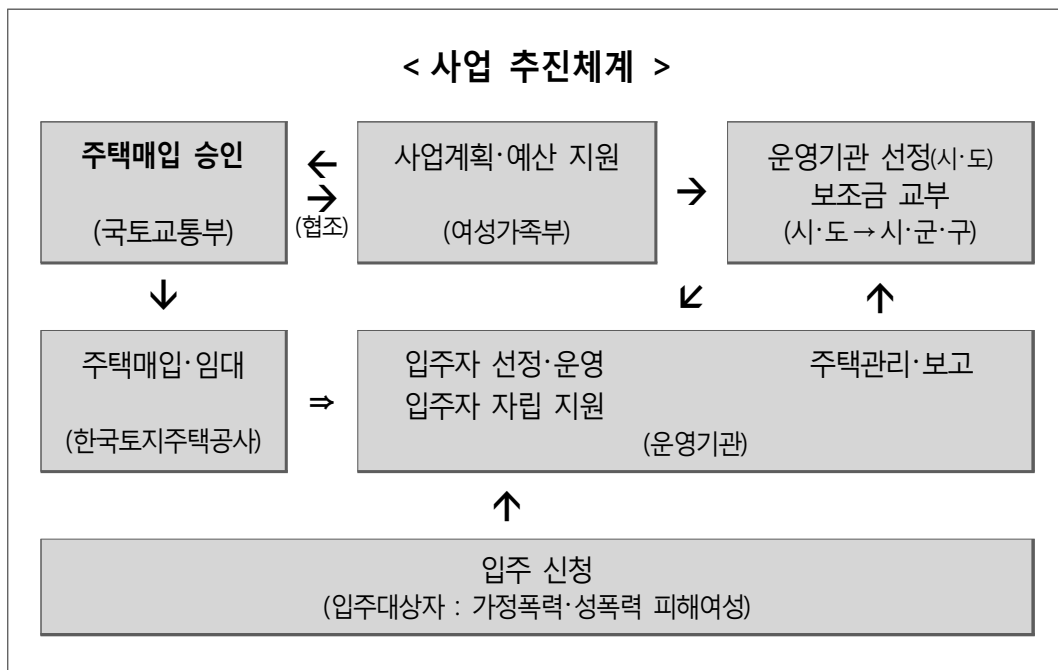 < 사업 추진체계 >
주택매입 승인
(국토교통부)
←
→
(협조)
사업계획·예산 지원
(여성가족부)
→
운영기관 선정(시·도)
보조금 교부
(시·도 → 시·군·구)
↓
↙
↑
주택매입·임대
(한국토지주택공사)
⇒
입주자 선정·운영 주택관리·보고
입주자 자립 지원
(운영기관)
↑
입주 신청
(입주대상자 : 가정폭력·성폭력 피해여성)